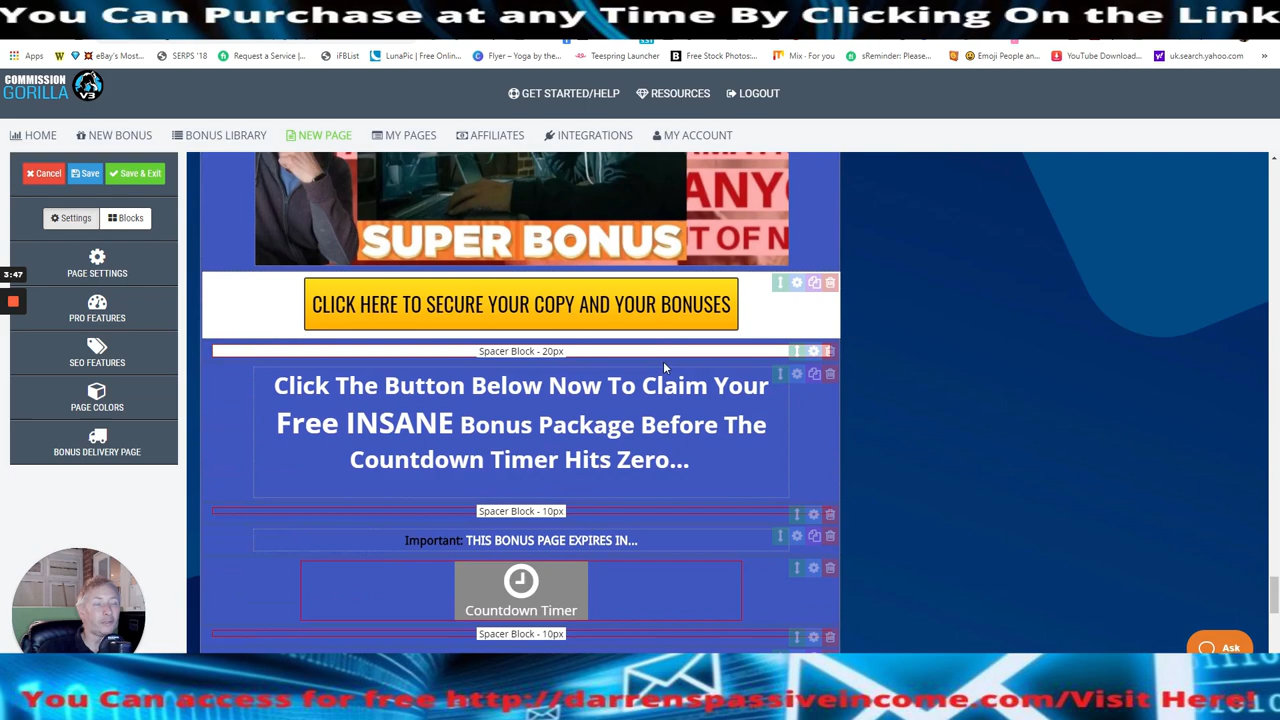 You Can Purchase at any Time By Clicking On the Link
Apps
eBay's Most...
SERPS '18
Request a Service |...
iFBList
LunaPic | Free Onlin...
Flyer – Yoga by the...
Teespring Launcher
Free Stock Photos:...
Mix · For you
sReminder: Please...
Emoji People an...
YouTube Download...
uk.search.yahoo.com
»
COMMISSION
GORILLA V3
GET STARTED/HELP
RESOURCES
LOGOUT
HOME
NEW BONUS
BONUS LIBRARY
NEW PAGE
MY PAGES
AFFILIATES
INTEGRATIONS
MY ACCOUNT
Cancel
Save
Save & Exit
Settings
Blocks
PAGE SETTINGS
3:47
PRO FEATURES
SEO FEATURES
PAGE COLORS
BONUS DELIVERY PAGE
SUPER BONUS
CLICK HERE TO SECURE YOUR COPY AND YOUR BONUSES
Spacer Block - 20px
Click The Button Below Now To Claim Your
Free INSANE Bonus Package Before The
Countdown Timer Hits Zero...
Spacer Block - 10px
Important: THIS BONUS PAGE EXPIRES IN...
Countdown Timer
Spacer Block - 10px
Ask
You Can access for free http://darrenspassiveincome.com/Visit Here!